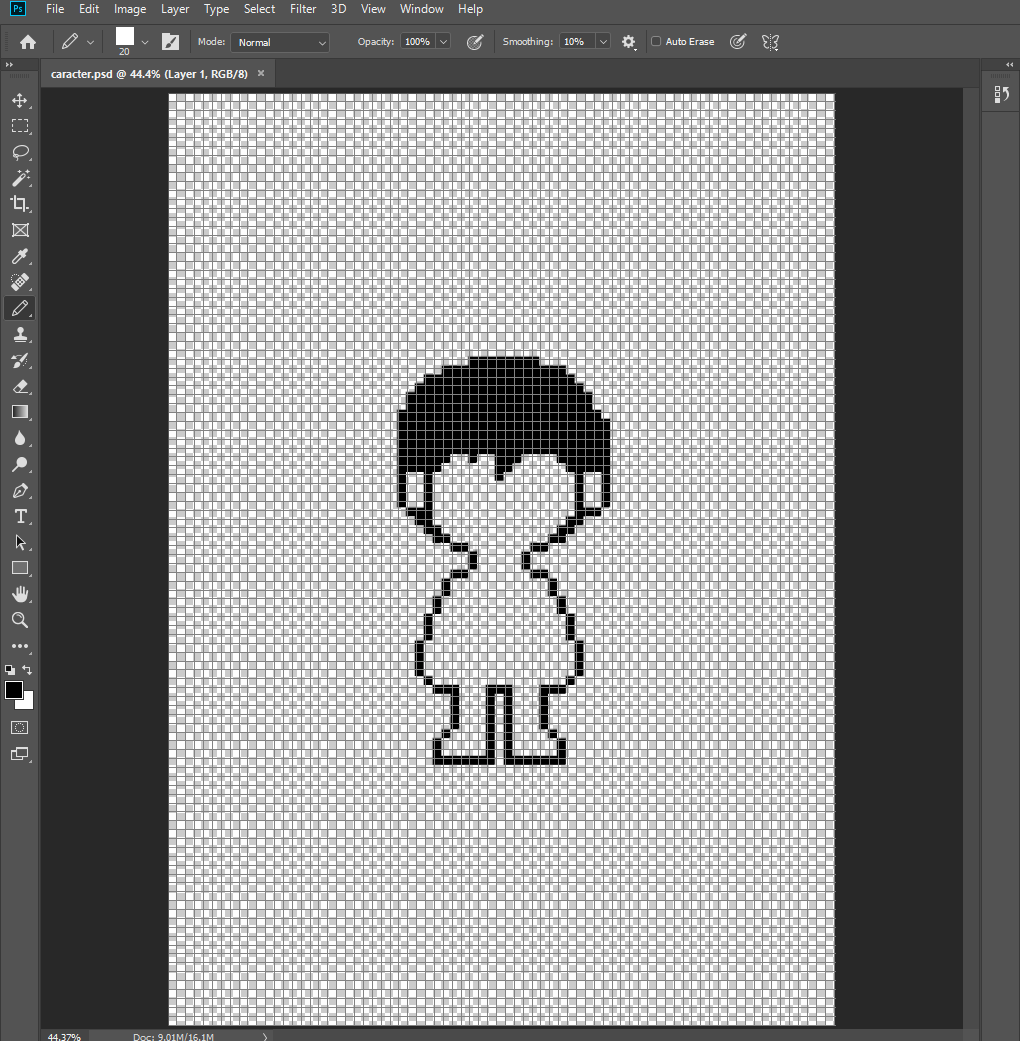 Ps File Edit Image Layer Type Select Filter 3D View Window Help
20 Mode: Normal Opacity: 100% Smoothing: 10% Auto Erase
caracter.psd @ 44.4% (Layer 1, RGB/8) ×
T
44.37% Doc: 9.01M/16.1M